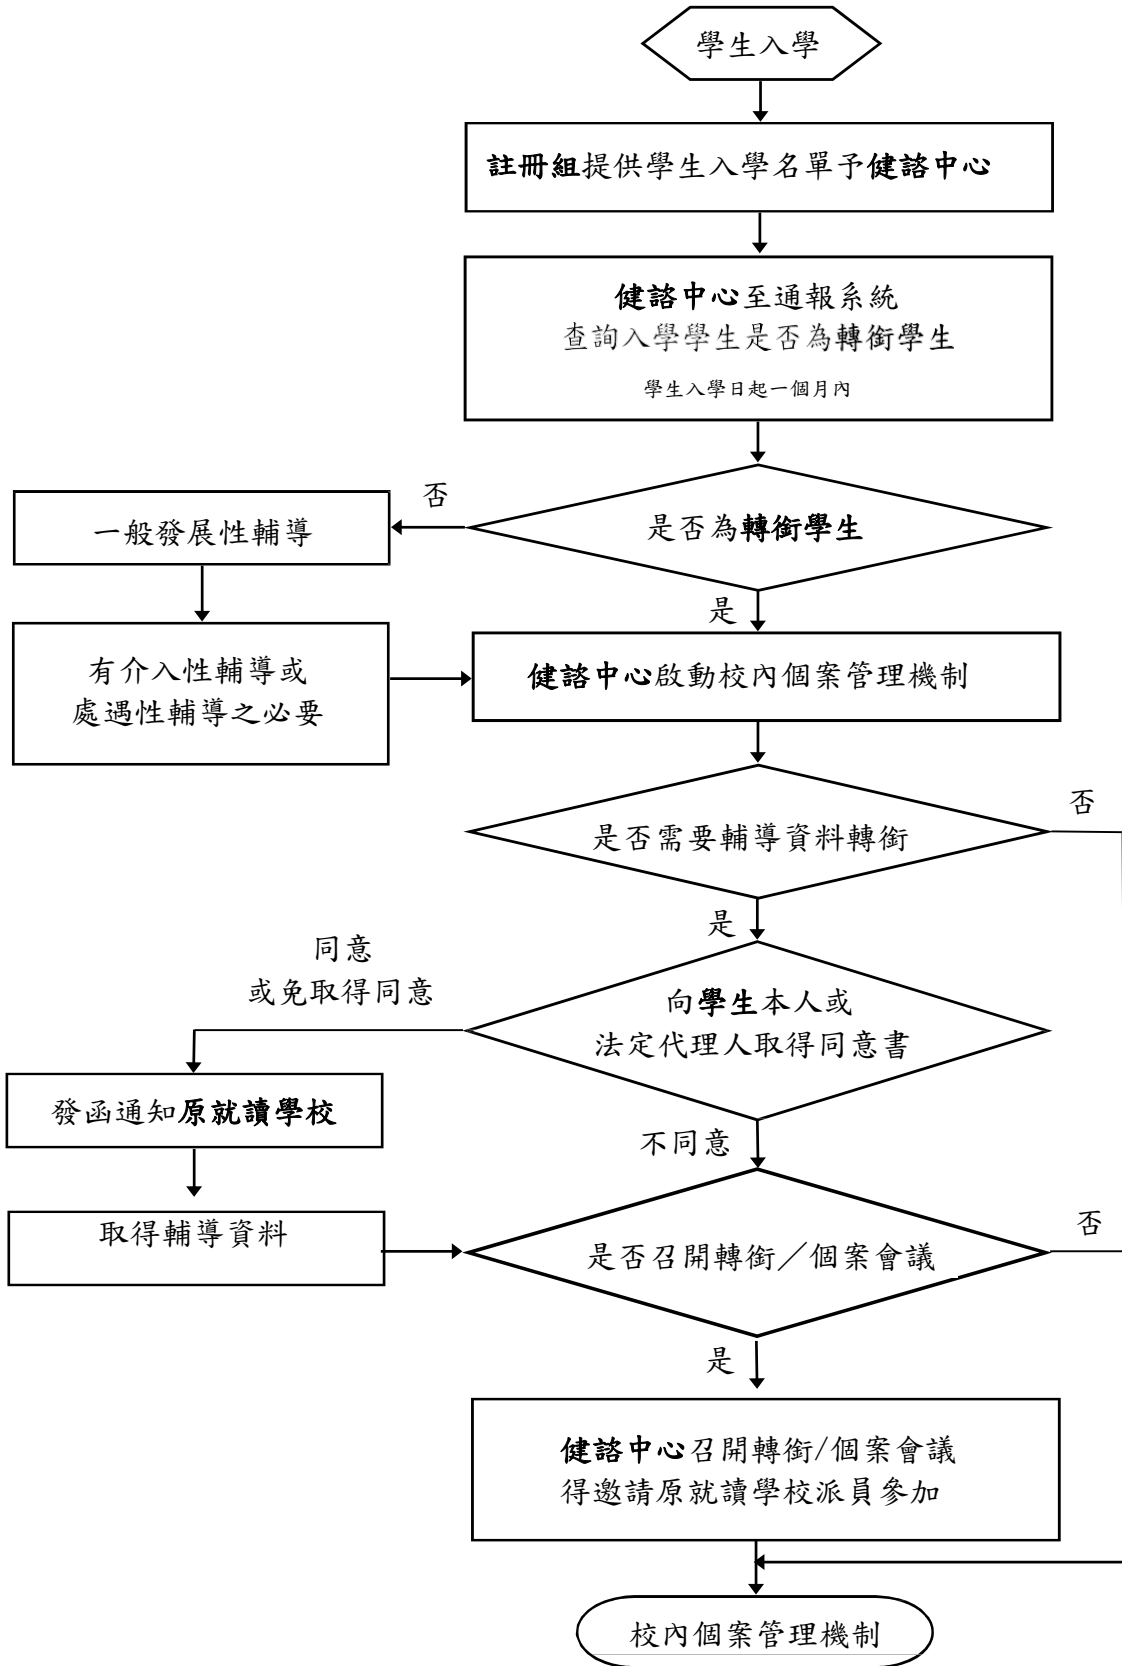 學生入學
註冊組提供學生入學名單予健諮中心
健諮中心至通報系統
查詢入學學生是否為轉銜學生
學生入學日起一個月內
否
一般發展性輔導
是否為轉銜學生
是
有介入性輔導或
處遇性輔導之必要
健諮中心啟動校內個案管理機制
否
是否需要輔導資料轉銜
是
同意
或免取得同意
向學生本人或
法定代理人取得同意書
發函通知原就讀學校
不同意
取得輔導資料
否
是否召開轉銜／個案會議
是
健諮中心召開轉銜/個案會議
得邀請原就讀學校派員參加
校內個案管理機制